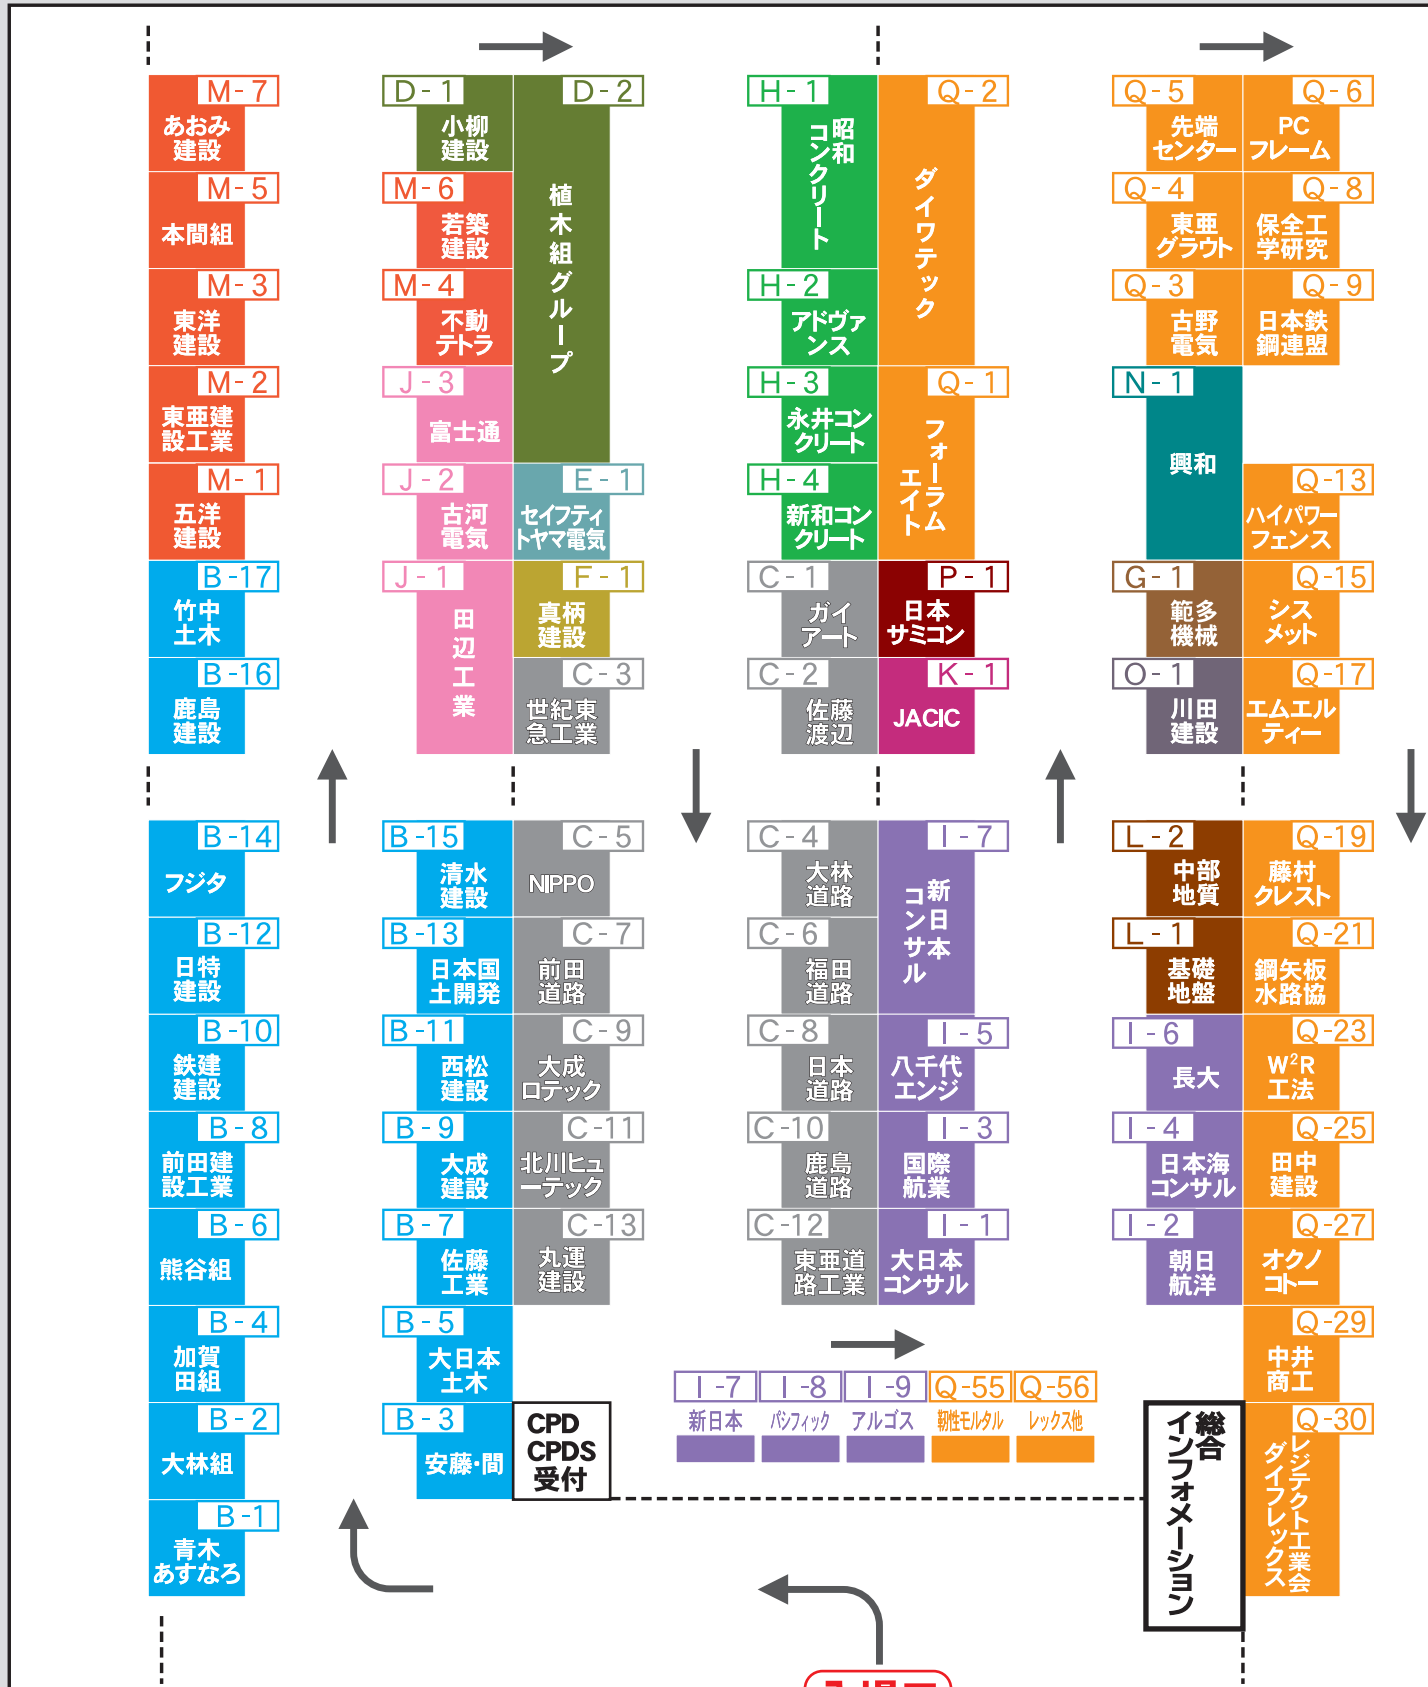 M-7
あおみ
建設
M-5
本間組
M-3
東洋
建設
M-2
東亜建
設工業
M-1
五洋
建設
B-17
竹中
土木
B-16
鹿島
建設
D-1
小柳
建設
M-6
若築
建設
M-4
不動
テトラ
J-3
富士通
J-2
古河
電気
J-1
田辺工業
D-2
植木組グループ
E-1
セイフティ
トヤマ電気
F-1
真柄
建設
C-3
世紀東
急工業
H-1
昭和
コンクリート
H-2
アドヴァ
ンス
H-3
永井コン
クリート
H-4
新和コン
クリート
C-1
ガイ
アート
C-2
佐藤
渡辺
Q-2
ダイワテック
Q-1
フォーラム
エイト
P-1
日本
サミコン
K-1
JACIC
Q-5
先端
センター
Q-4
東亜
グラウト
Q-3
古野
電気
N-1
興和
G-1
範多
機械
O-1
川田
建設
Q-6
PC
フレーム
Q-8
保全工
学研究
Q-9
日本鉄
鋼連盟
Q-13
ハイパワー
フェンス
Q-15
シス
メット
Q-17
エムエル
ティー
B-14
フジタ
B-12
日特
建設
B-10
鉄建
建設
B-8
前田建
設工業
B-6
熊谷組
B-4
加賀
田組
B-2
大林組
B-1
青木
あすなろ
B-15
清水
建設
B-13
日本国
土開発
B-11
西松
建設
B-9
大成
建設
B-7
佐藤
工業
B-5
大日本
土木
B-3
安藤・間
C-5
NIPPO
C-7
前田
道路
C-9
大成
ロテック
C-11
北川ヒュ
ーテック
C-13
丸運
建設
CPD
CPDS
受付
C-4
大林
道路
C-6
福田
道路
C-8
日本
道路
C-10
鹿島
道路
C-12
東亜道
路工業
I-7
新日本
コンサル
I-5
八千代
エンジ
I-3
国際
航業
I-1
大日本
コンサル
L-2
中部
地質
L-1
基礎
地盤
I-6
長大
I-4
日本海
コンサル
I-2
朝日
航洋
Q-19
藤村
クレスト
Q-21
鋼矢板
水路協
Q-23
W²R
工法
Q-25
田中
建設
Q-27
オクノ
コトー
Q-29
中井
商工
Q-30
レジテクト工業会
ダイフレックス
I-7
新日本
I-8
パシフィック
I-9
アルゴス
Q-55
靭性モルタル
Q-56
レックス他
総合
インフォメーション